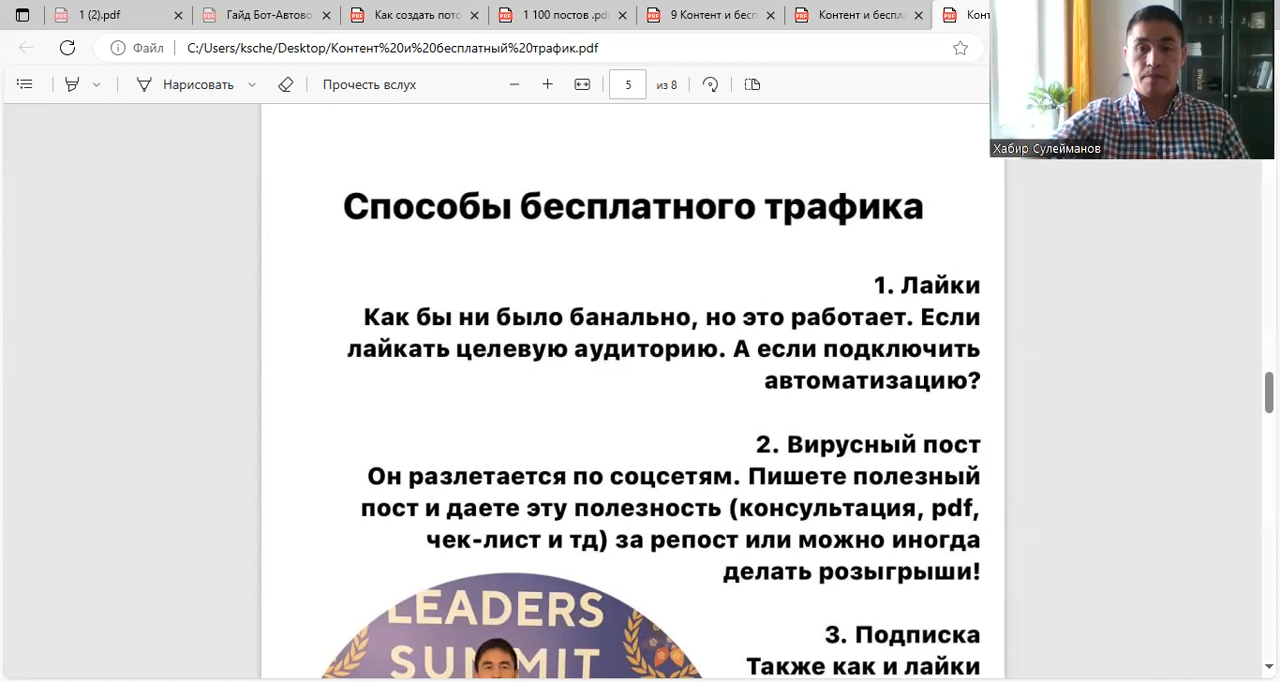 1 (2).pdf
Гайд Бот-Автово
Как создать пото
1 100 постов .pdf
9 Контент и бесп
Контент и беспл
Конт
Файл
C:/Users/ksche/Desktop/Контент%20и%20бесплатный%20трафик.pdf
Нарисовать
Прочесть вслух
5
из 8
Хабир Сулейманов
Способы бесплатного трафика
1. Лайки
Как бы ни было банально, но это работает. Если
лайкать целевую аудиторию. А если подключить
автоматизацию?
2. Вирусный пост
Он разлетается по соцсетям. Пишете полезный
пост и даете эту полезность (консультация, pdf,
чек-лист и тд) за репост или можно иногда
делать розыгрыши!
3. Подписка
Также как и лайки
LEADERS
SUMMIT